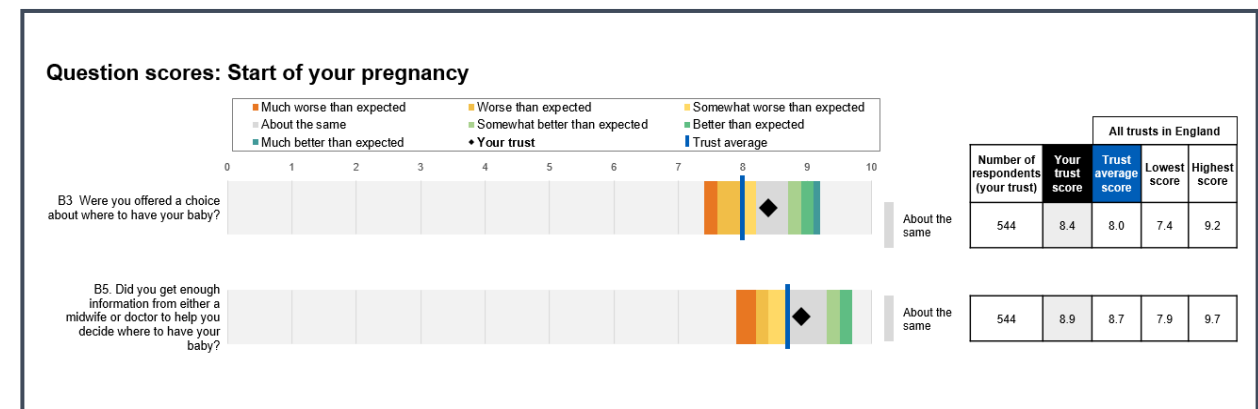 Question scores: Start of your pregnancy
Much worse than expected
Worse than expected
Somewhat worse than expected
About the same
Somewhat better than expected
Better than expected
Much better than expected
Your trust
Trust average
All trusts in England
Number of
respondents
(your trust)
Your
trust
score
Trust
average
score
Lowest
score
Highest
score
0 1 2 3 4 5 6 7 8 9 10
B3 Were you offered a choice
about where to have your baby?
About the
same
544 8.4 8.0 7.4 9.2
B5. Did you get enough
information from either a
midwife or doctor to help you
decide where to have your
baby?
About the
same
544 8.9 8.7 7.9 9.7